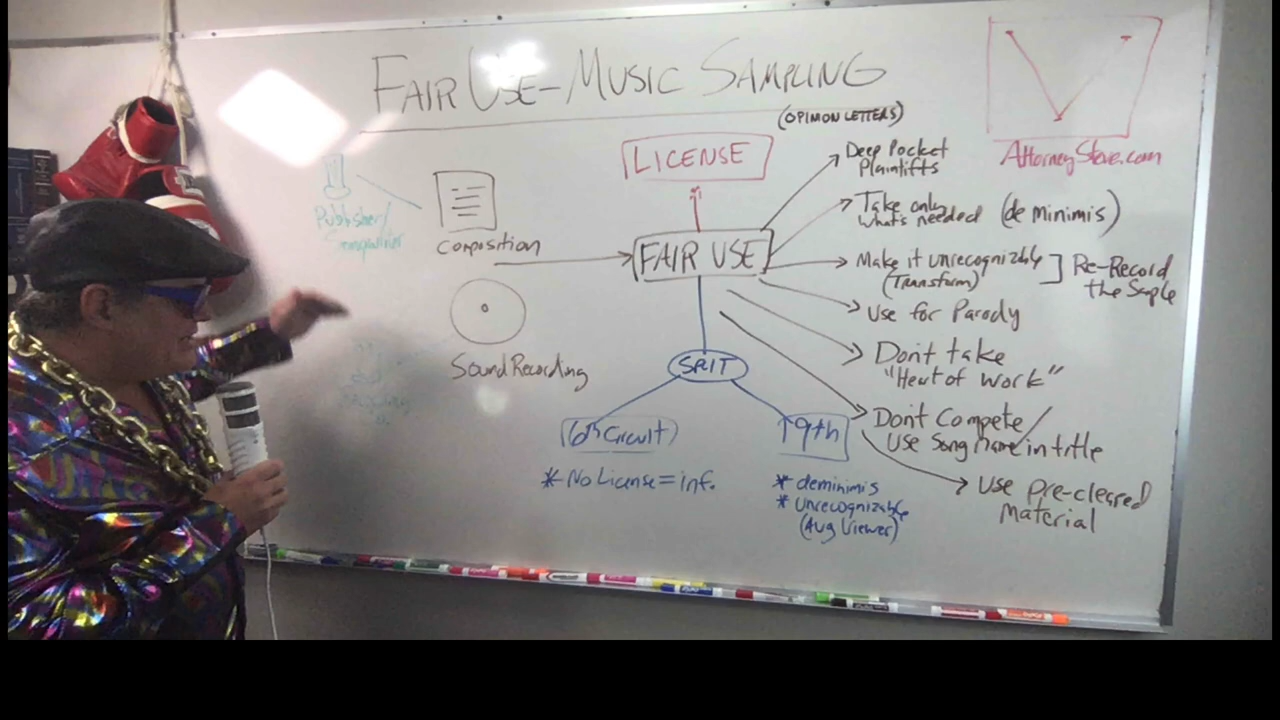 FAIR USE - MUSIC SAMPLING
(OPINION LETTERS)
AttorneySteve.com
LICENSE
Publisher/
Songwriter
Composition
Sound Recording
FAIR USE
Deep Pocket
Plaintiffs
Take only
what's needed (de minimis)
Make it unrecognizable
(Transform)
Re-Record
the Sample
Use for Parody
Don't take
"Heart of Work"
Don't Compete/
Use Song name in title
Use pre-cleared
Material
SPLIT
6th Circuit
* No License = inf.
9th
* deminimis
* unrecognizable
(Avg Viewer)